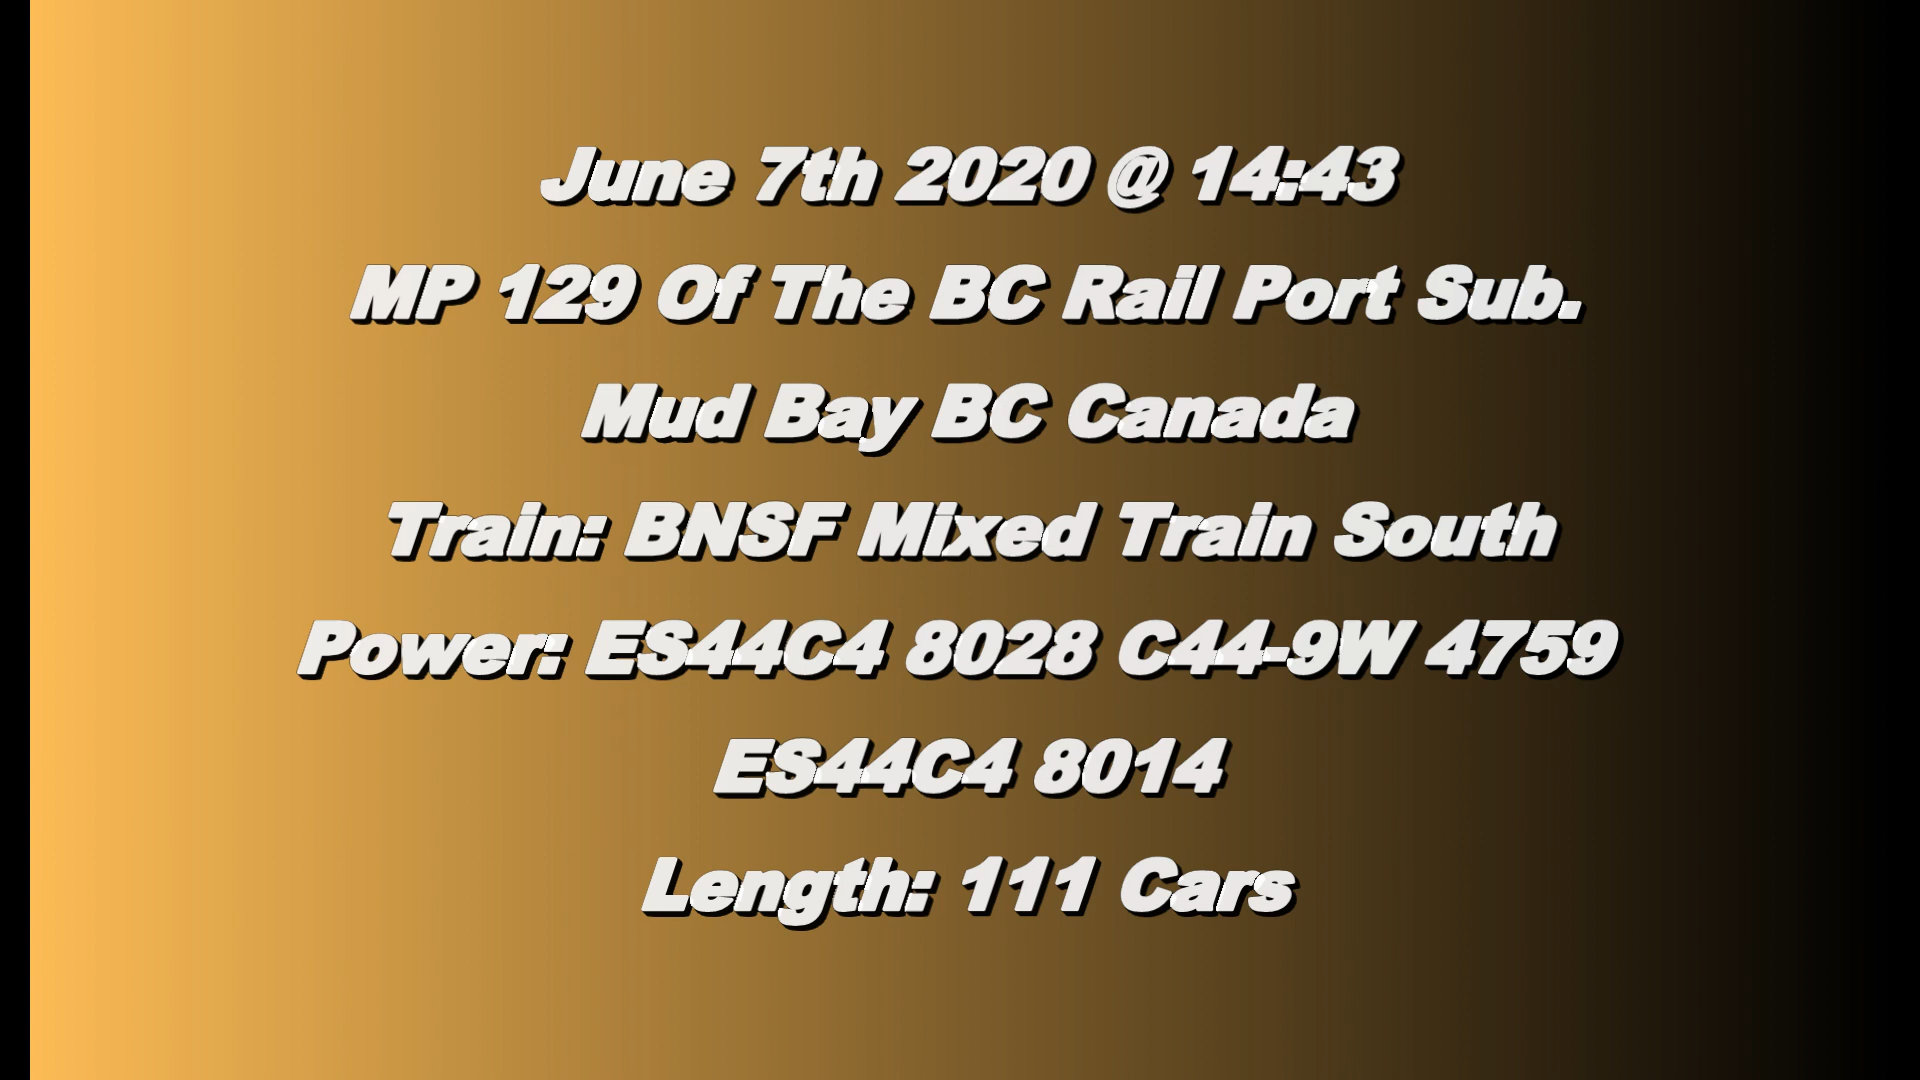 June 7th 2020 @ 14:43
MP 129 Of The BC Rail Port Sub.
Mud Bay BC Canada
Train: BNSF Mixed Train South
Power: ES44C4 8028 C44-9W 4759
ES44C4 8014
Length: 111 Cars